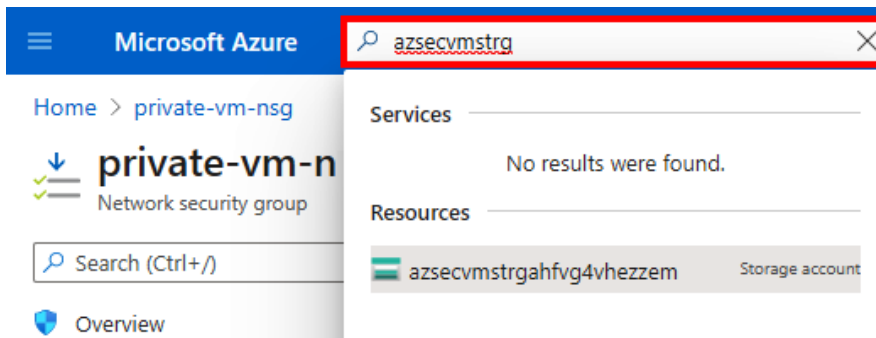 Microsoft Azure
azsecvmstrg
Home > private-vm-nsg
private-vm-n
Network security group
Search (Ctrl+/)
Overview
Services
No results were found.
Resources
azsecvmstrgahfvg4vhezzem Storage account